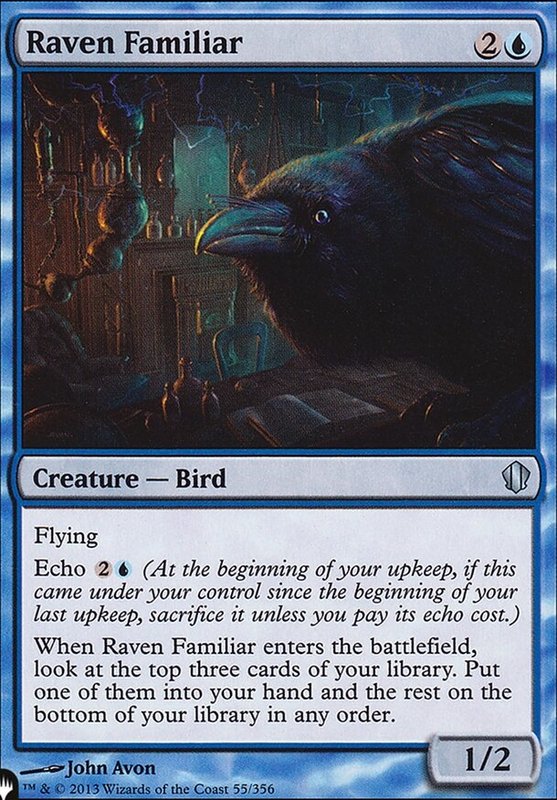 Raven Familiar 2
Creature — Bird
Flying
Echo 2 (At the beginning of your upkeep, if this
came under your control since the beginning of your
last upkeep, sacrifice it unless you pay its echo cost.)
When Raven Familiar enters the battlefield,
look at the top three cards of your library. Put
one of them into your hand and the rest on the
bottom of your library in any order.
1/2
John Avon
™ & © 2013 Wizards of the Coast 55/356